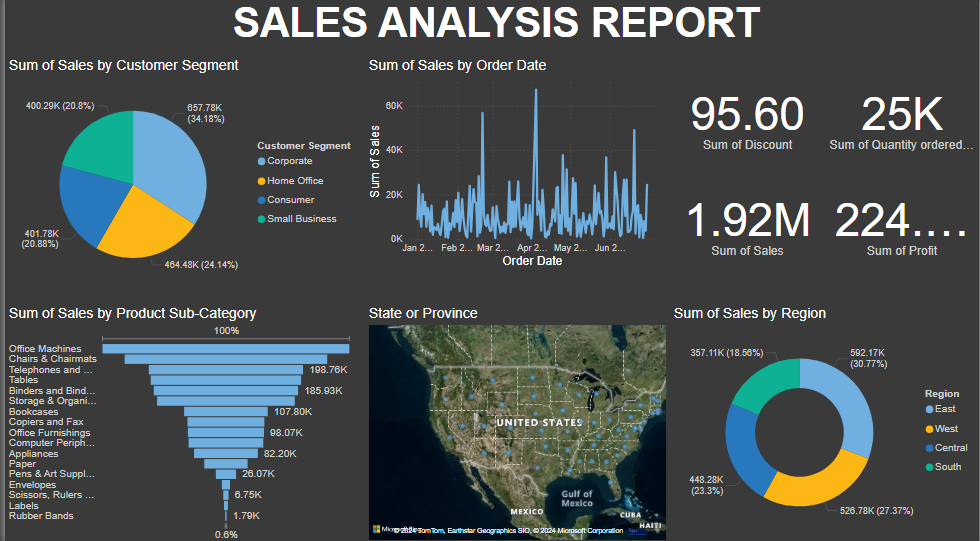 SALES ANALYSIS REPORT
Sum of Sales by Customer Segment
400.29K (20.8%)
657.78K
(34.18%)
401.78K
(20.88%)
464.48K (24.14%)
Customer Segment
Corporate
Home Office
Consumer
Small Business
Sum of Sales by Order Date
Sum of Sales
60K
40K
20K
0K
Jan 2... Feb 2... Mar 2... Apr 2... May 2... Jun 2...
Order Date
95.60
Sum of Discount
25K
Sum of Quantity ordered...
1.92M
Sum of Sales
224....
Sum of Profit
Sum of Sales by Product Sub-Category
100%
Office Machines
Chairs & Chairmats
Telephones and ... 198.76K
Tables
Binders and Bind... 185.93K
Storage & Organi...
Bookcases 107.80K
Copiers and Fax
Office Furnishings 98.07K
Computer Periph...
Appliances 82.20K
Paper
Pens & Art Suppl... 26.07K
Envelopes
Scissors, Rulers ... 6.75K
Labels
Rubber Bands 1.79K
0.6%
State or Province
UNITED STATES
Gulf of
Mexico
MEXICO
CUBA
HAITI
© 2024 TomTom, Earthstar Geographics SIO, © 2024 Microsoft Corporation
Sum of Sales by Region
357.11K (18.56%)
592.17K
(30.77%)
448.28K
(23.3%)
526.78K (27.37%)
Region
East
West
Central
South